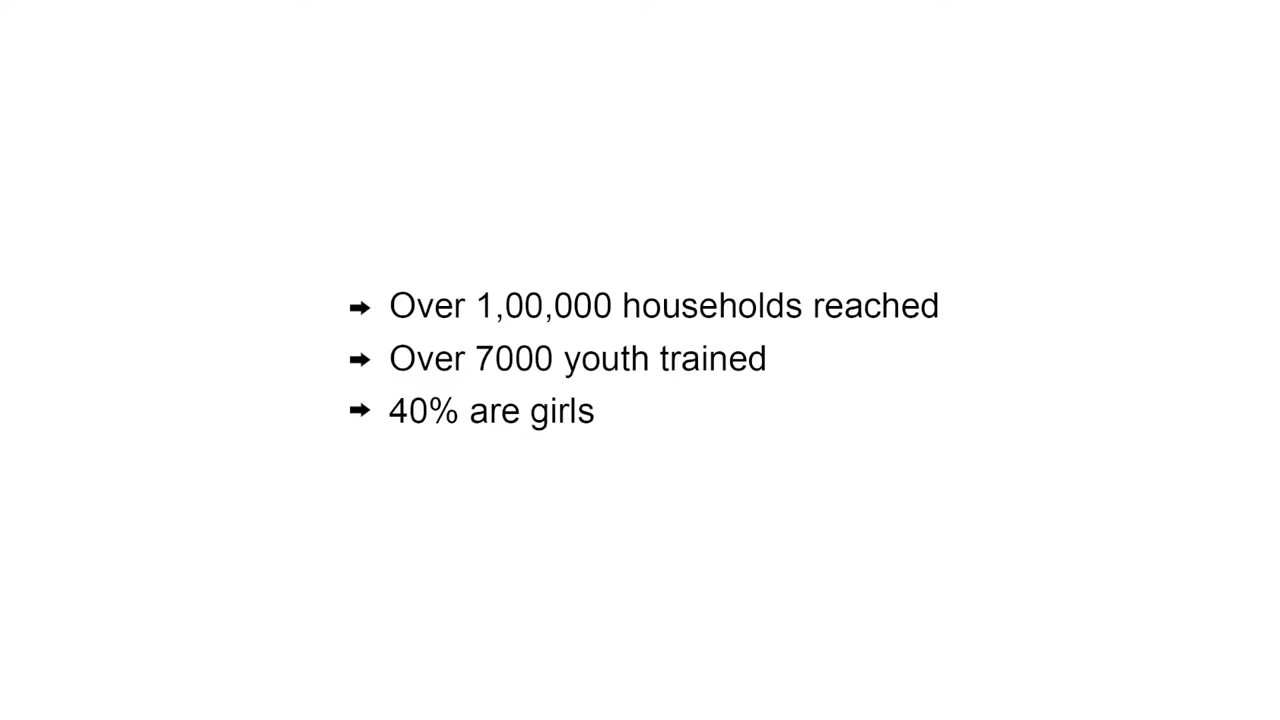 ➡ Over 1,00,000 households reached
➡ Over 7000 youth trained
➡ 40% are girls